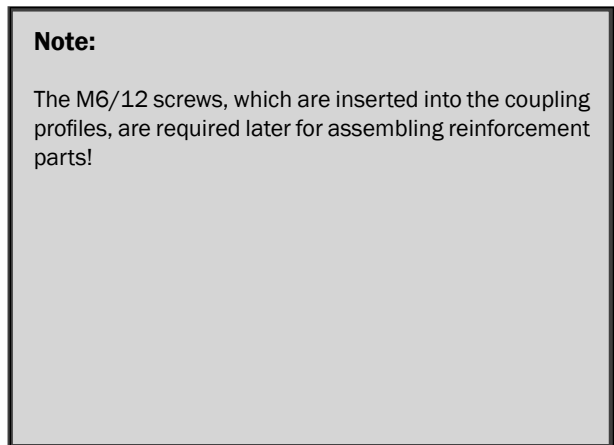 Note:
The M6/12 screws, which are inserted into the coupling
profiles, are required later for assembling reinforcement
parts!